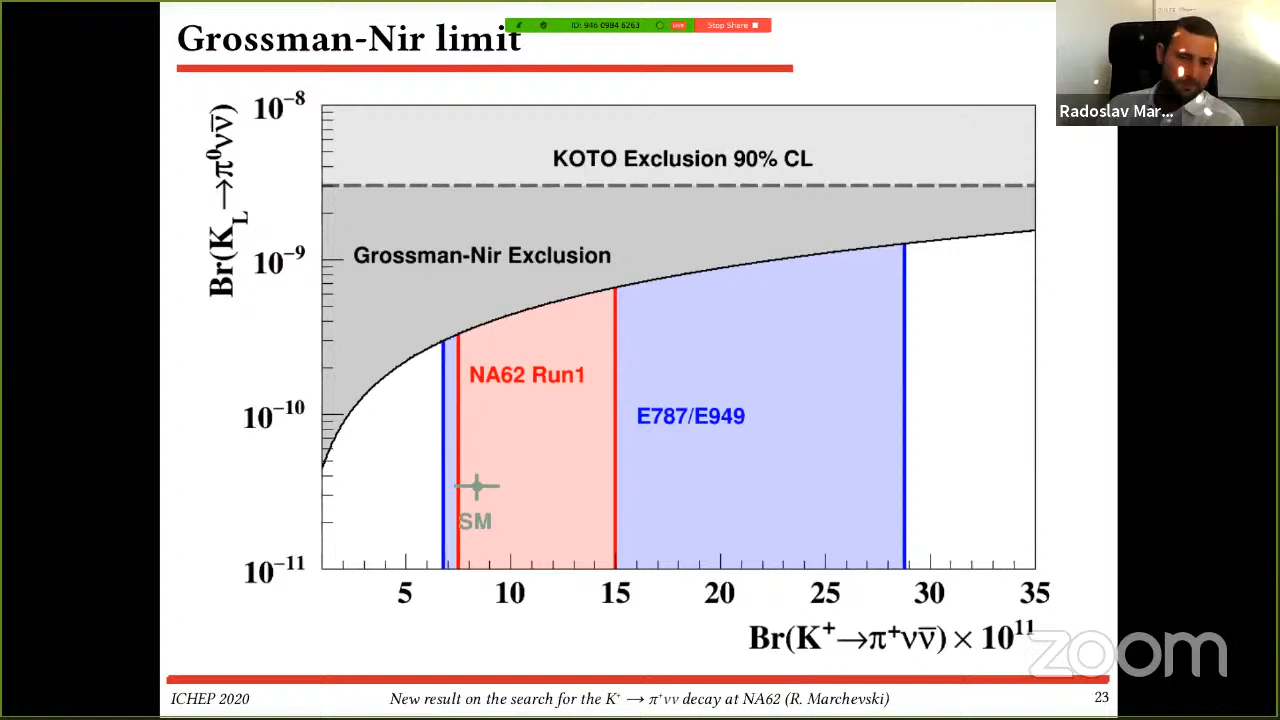 Grossman-Nir limit
ID: 946 0984 6263
LIVE
Stop Share
Radoslav Mar...
10⁻⁸
10⁻⁹
10⁻¹⁰
10⁻¹¹
Br(K_L→π⁰νν̅)
KOTO Exclusion 90% CL
Grossman-Nir Exclusion
NA62 Run1
E787/E949
SM
5 10 15 20 25 30 35
Br(K⁺→π⁺νν̅) × 10¹¹
zoom
ICHEP 2020
New result on the search for the K⁺ → π⁺νν decay at NA62 (R. Marchevski)
23